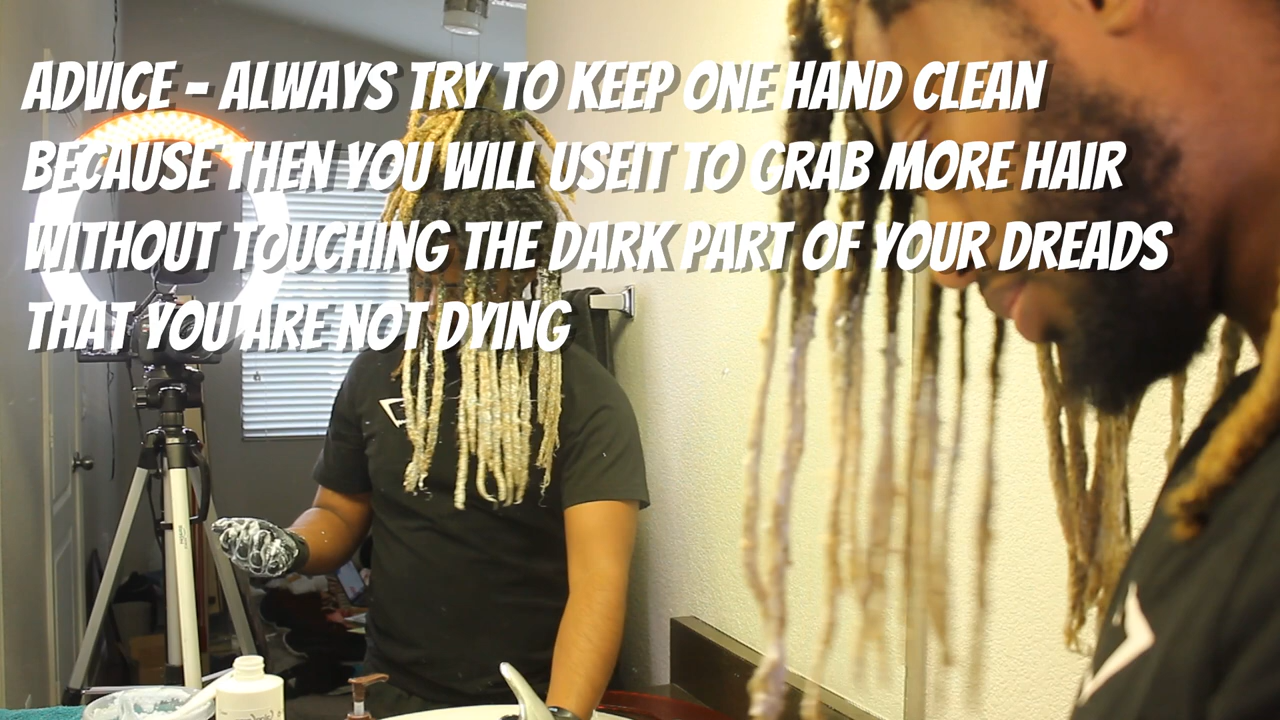 ADVICE - ALWAYS TRY TO KEEP ONE HAND CLEAN
BECAUSE THEN YOU WILL USEIT TO GRAB MORE HAIR
WITHOUT TOUCHING THE DARK PART OF YOUR DREADS
THAT YOU ARE NOT DYING